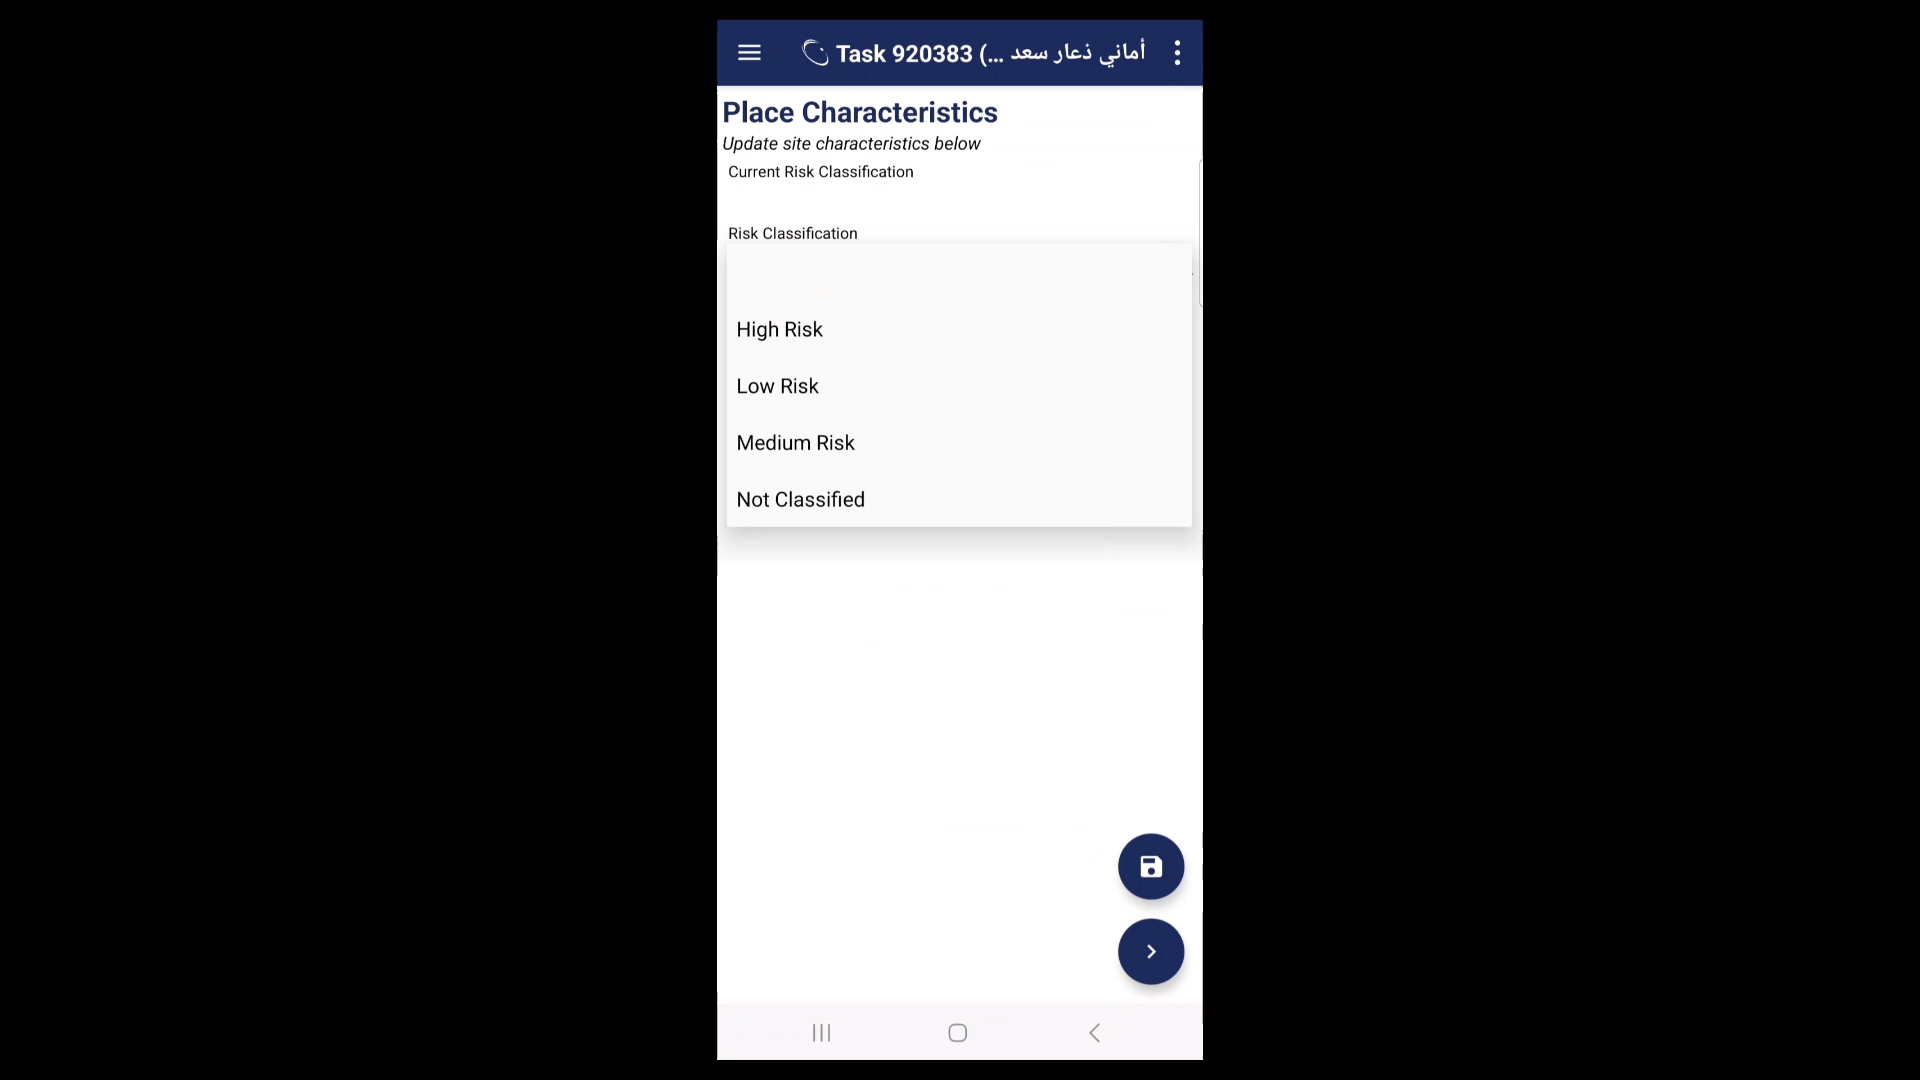 Task 920383 (... أماني ذعار سعد
Place Characteristics
Update site characteristics below
Current Risk Classification
Risk Classification
High Risk
Low Risk
Medium Risk
Not Classified